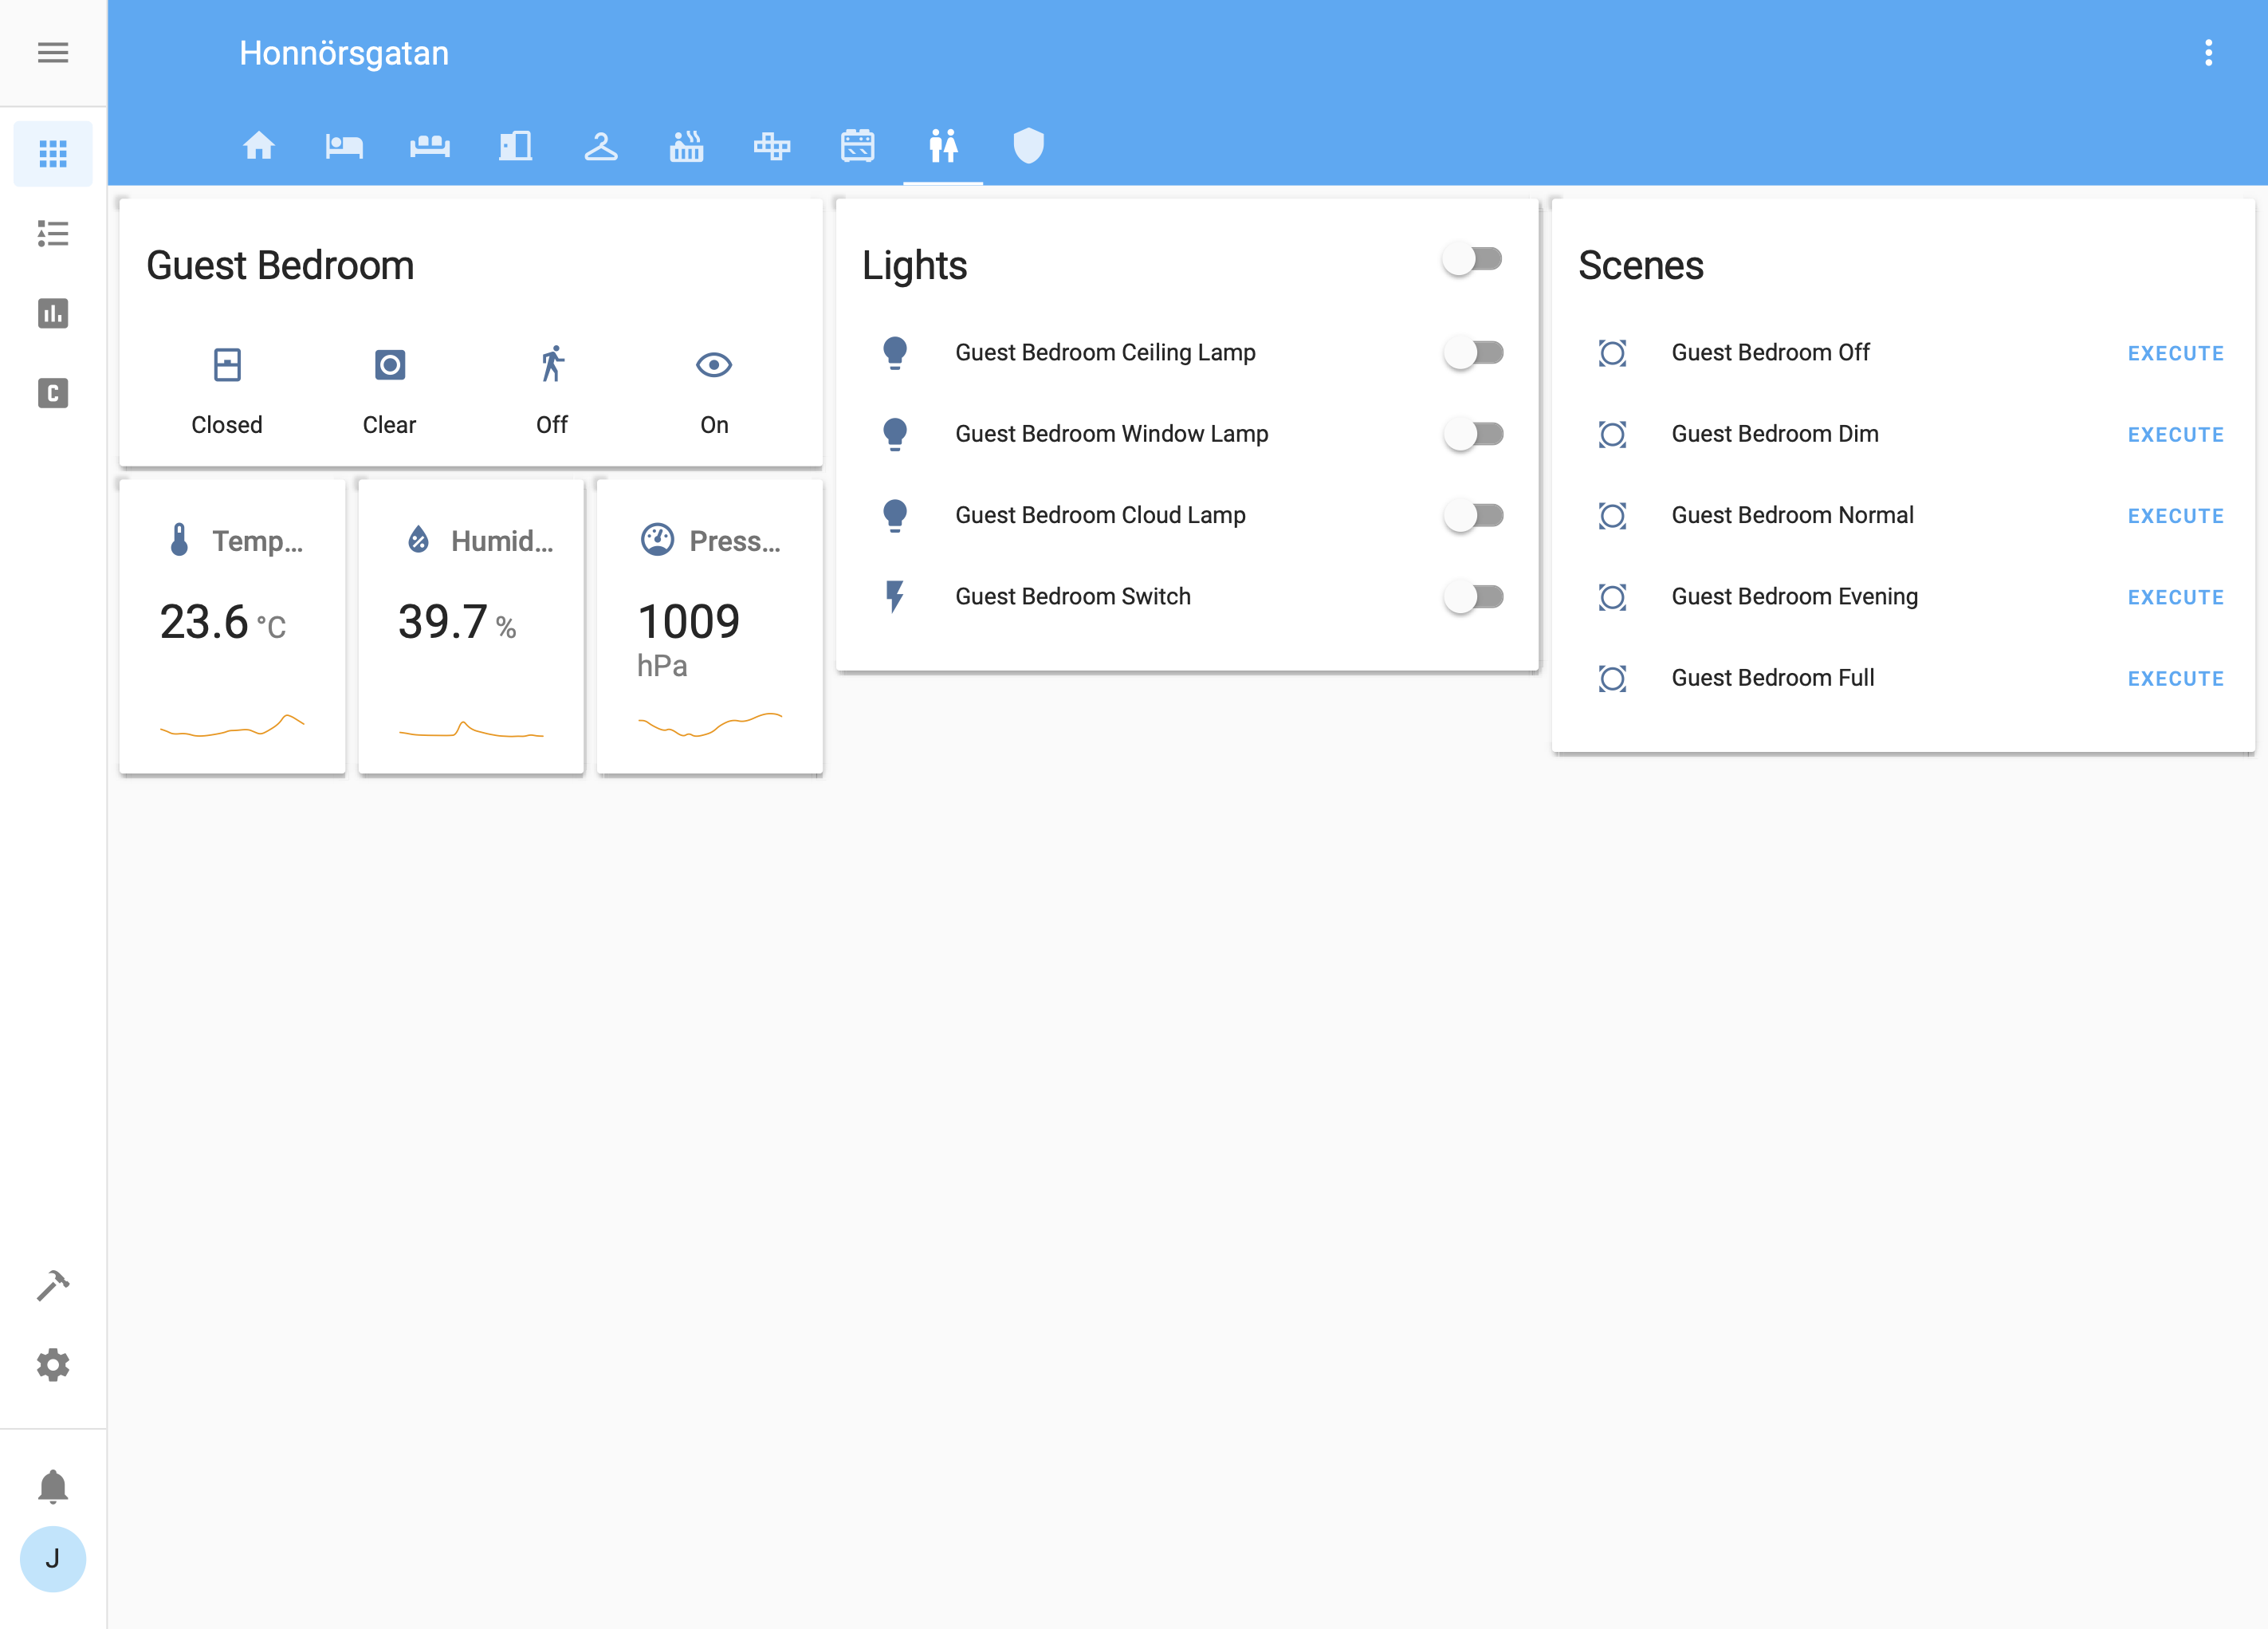 Honnörsgatan
C
Guest Bedroom
Closed
Clear
Off
On
Temp...
23.6 °C
Humid...
39.7 %
Press...
1009
hPa
Lights
Guest Bedroom Ceiling Lamp
Guest Bedroom Window Lamp
Guest Bedroom Cloud Lamp
Guest Bedroom Switch
Scenes
Guest Bedroom Off EXECUTE
Guest Bedroom Dim EXECUTE
Guest Bedroom Normal EXECUTE
Guest Bedroom Evening EXECUTE
Guest Bedroom Full EXECUTE
J